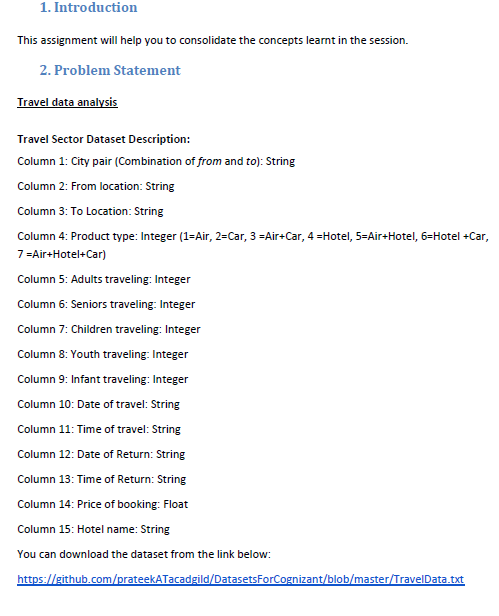 1. Introduction
This assignment will help you to consolidate the concepts learnt in the session.
2. Problem Statement
Travel data analysis
Travel Sector Dataset Description:
Column 1: City pair (Combination of from and to): String
Column 2: From location: String
Column 3: To Location: String
Column 4: Product type: Integer (1=Air, 2=Car, 3 =Air+Car, 4 =Hotel, 5=Air+Hotel, 6=Hotel +Car,
7 =Air+Hotel+Car)
Column 5: Adults traveling: Integer
Column 6: Seniors traveling: Integer
Column 7: Children traveling: Integer
Column 8: Youth traveling: Integer
Column 9: Infant traveling: Integer
Column 10: Date of travel: String
Column 11: Time of travel: String
Column 12: Date of Return: String
Column 13: Time of Return: String
Column 14: Price of booking: Float
Column 15: Hotel name: String
You can download the dataset from the link below:
https://github.com/prateekATacadgild/DatasetsForCognizant/blob/master/TravelData.txt